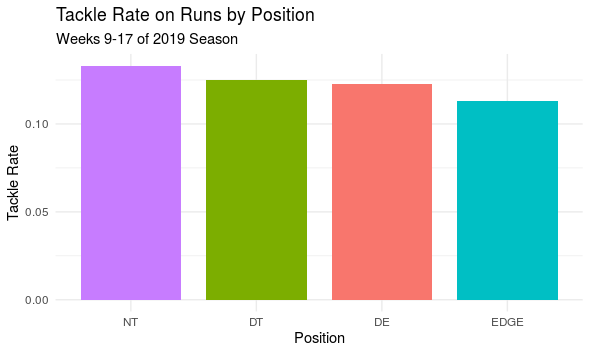 Tackle Rate on Runs by Position
Weeks 9-17 of 2019 Season
Tackle Rate
0.10
0.05
0.00
NT DT DE EDGE
Position